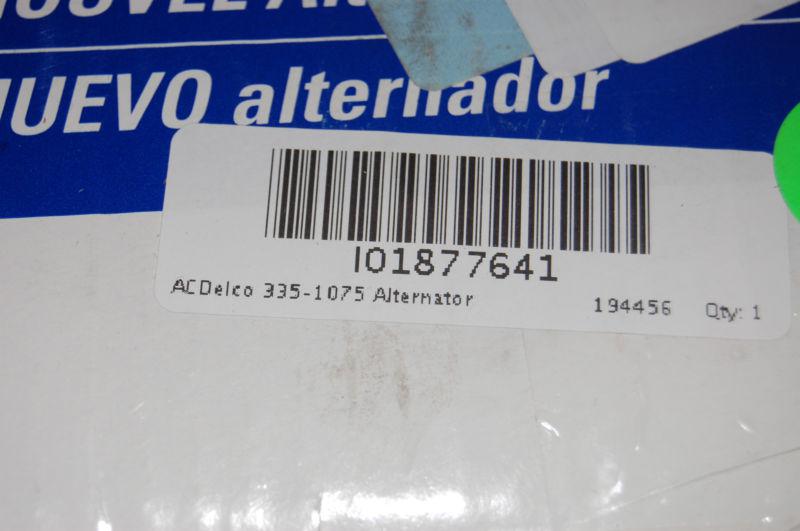 NUEVO alternador
I01877641
ACDelco 335-1075 Alternator 194456 Qty: 1